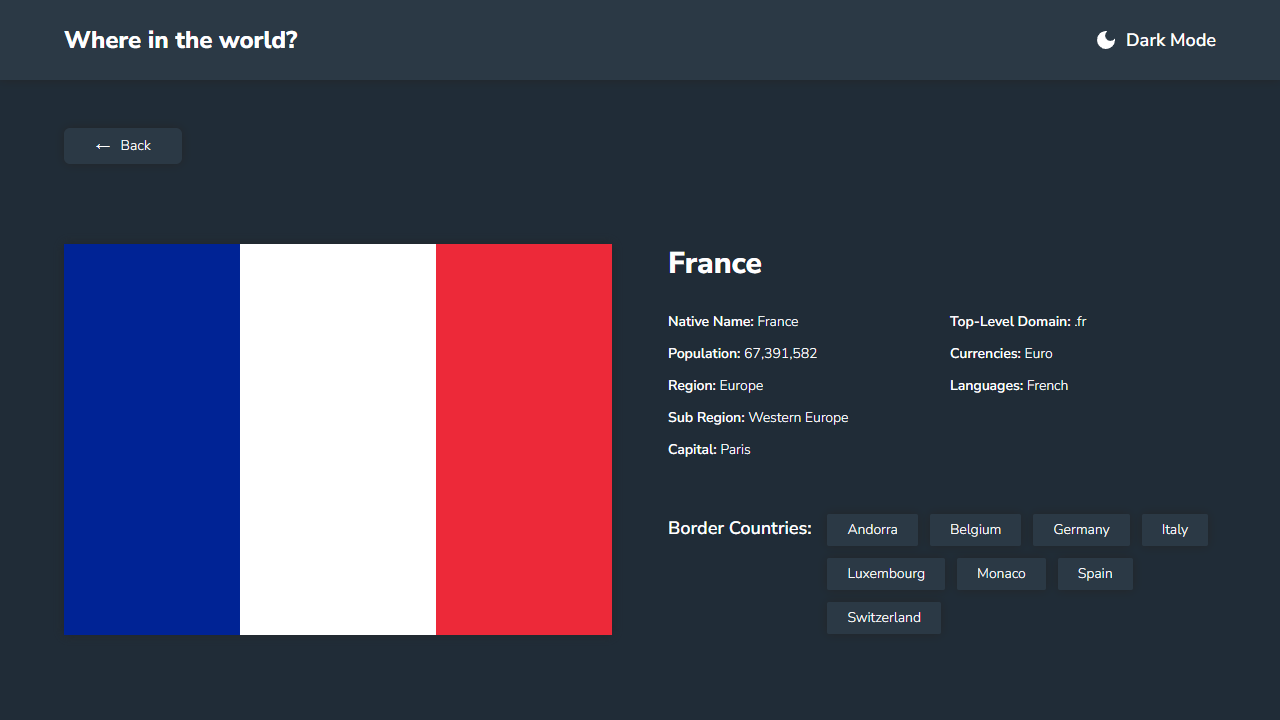 Where in the world?
Dark Mode
← Back
France
Native Name: France
Population: 67,391,582
Region: Europe
Sub Region: Western Europe
Capital: Paris
Top-Level Domain: .fr
Currencies: Euro
Languages: French
Border Countries:
Andorra Belgium Germany Italy
Luxembourg Monaco Spain
Switzerland